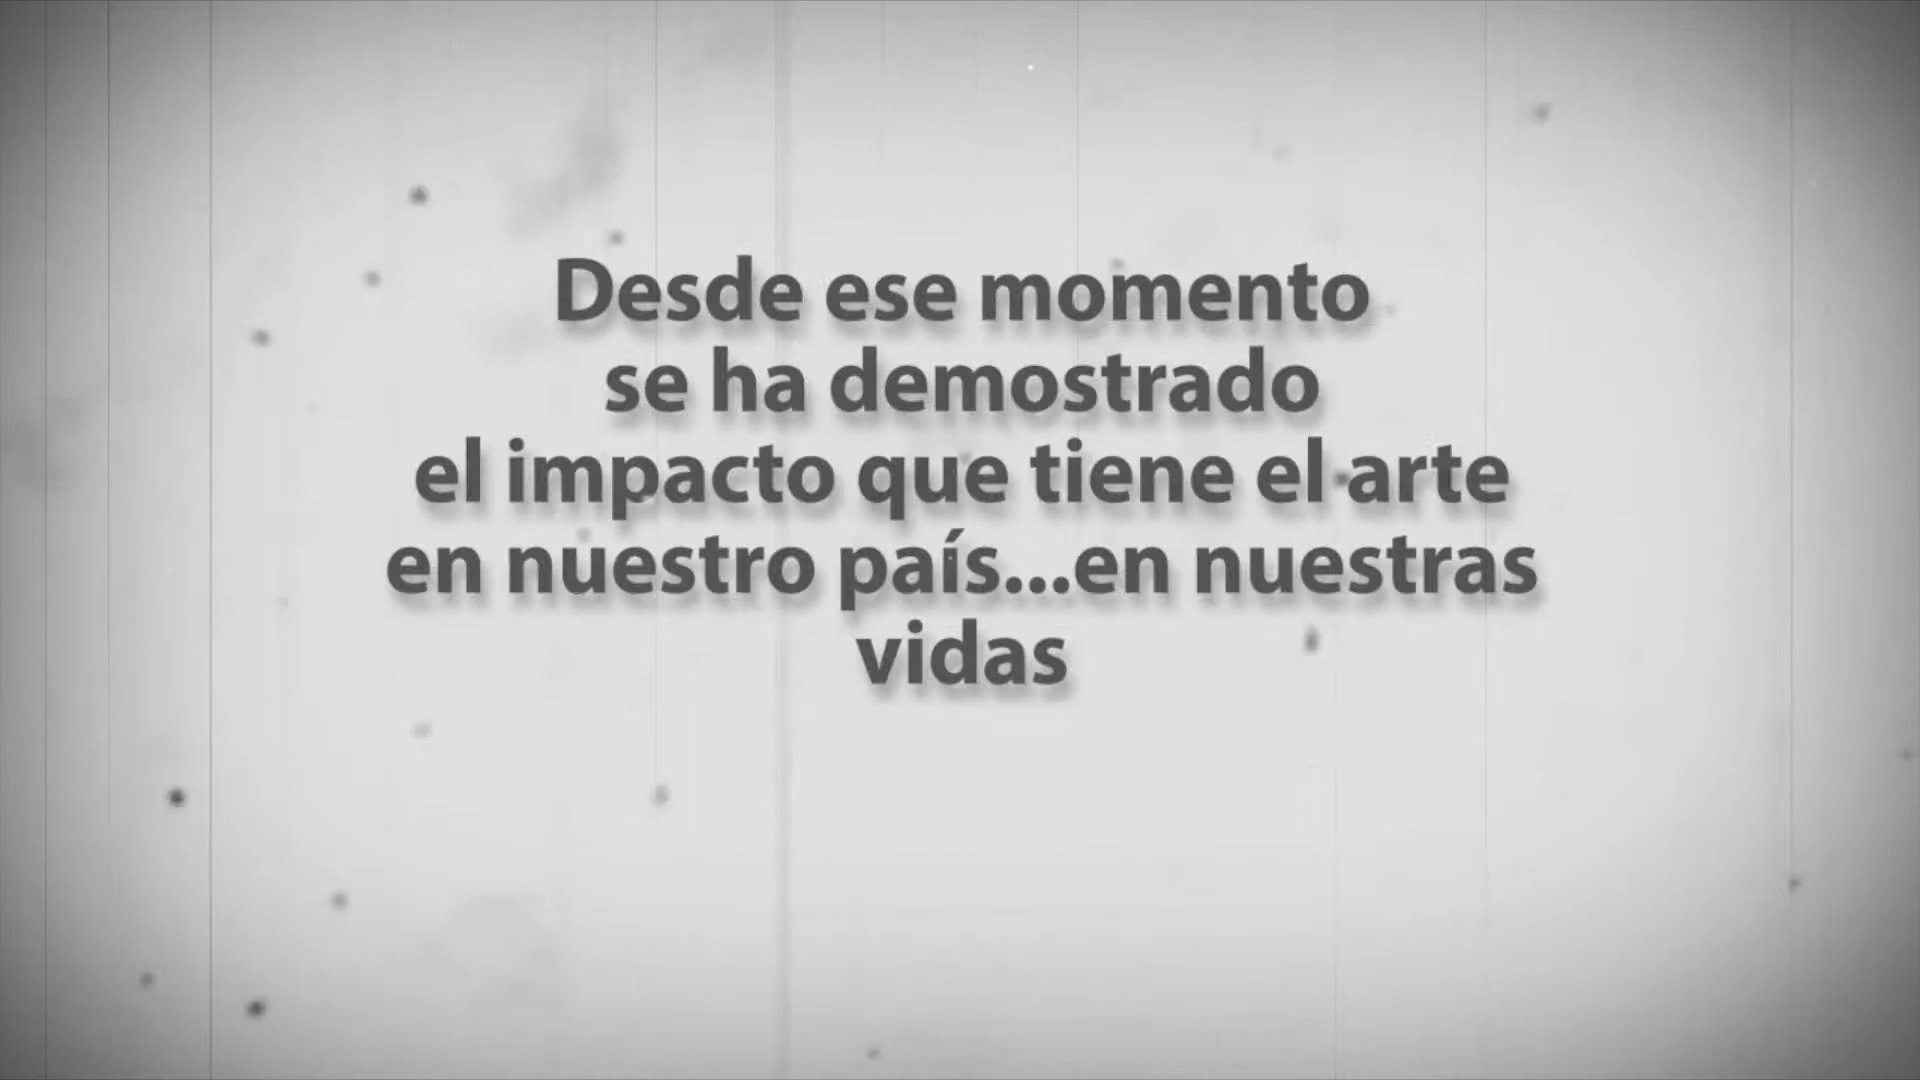 Desde ese momento
se ha demostrado
el impacto que tiene el arte
en nuestro país...en nuestras
vidas